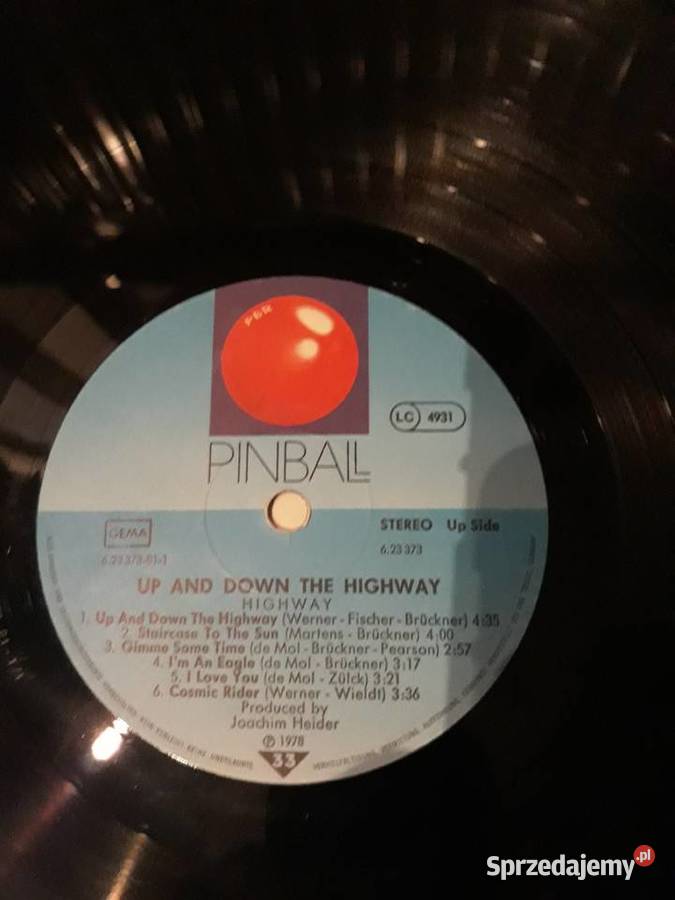 PINBALL
LC 4931
GEMA
STEREO Up Side
6.23373-01-1
6.23 373
UP AND DOWN THE HIGHWAY
HIGHWAY
1. Up And Down The Highway (Werner - Fischer - Brückner) 4:35
2. Staircase To The Sun (Martens - Brückner) 4:00
3. Gimme Some Time (de Mol - Brückner - Pearson) 2:57
4. I'm An Eagle (de Mol - Brückner) 3:17
5. I Love You (de Mol - Zülck) 3:21
6. Cosmic Rider (Werner - Wieldt) 3:36
Produced by
Joachim Heider
℗ 1978
33
Sprzedajemy.pl